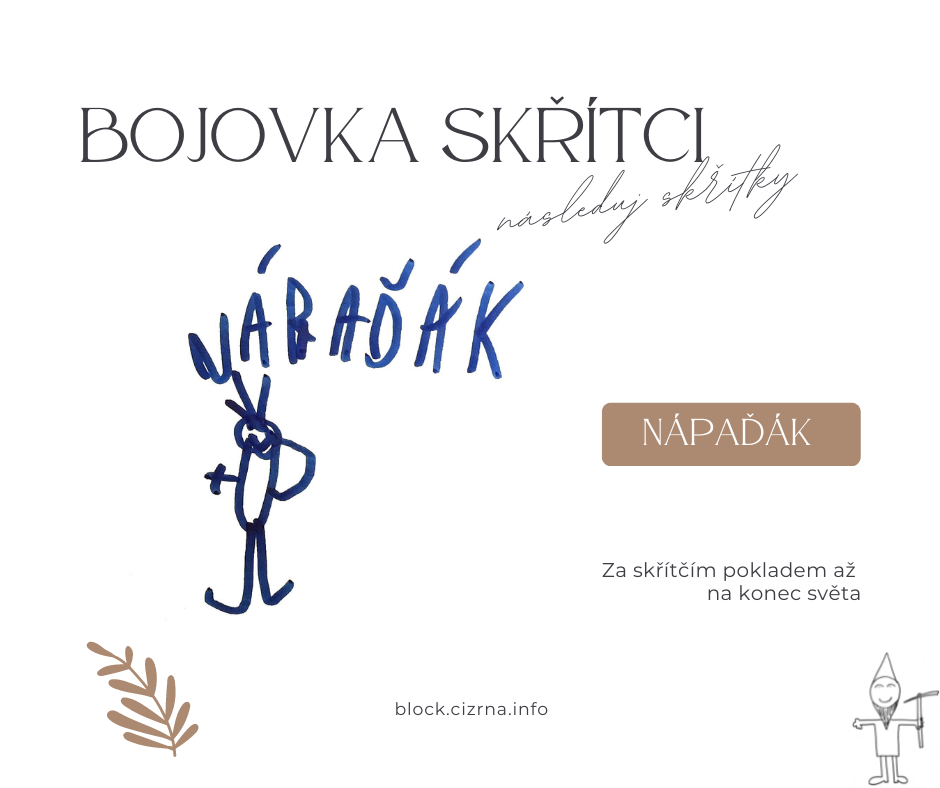 BOJOVKA SKŘÍTCI
následuj skřítky
NÁPAĎÁK
NÁPAĎÁK
Za skřítčím pokladem až
na konec světa
block.cizrna.info